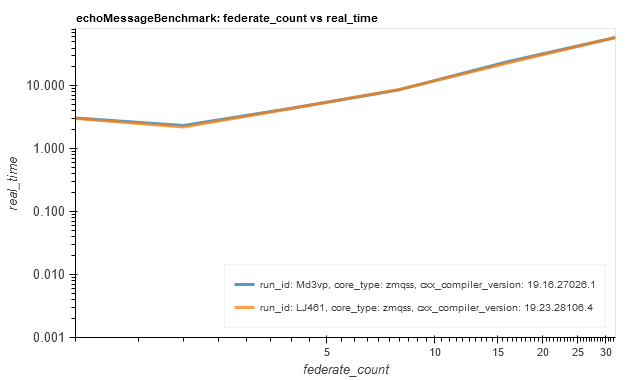 echoMessageBenchmark: federate_count vs real_time
10.000
1.000
0.100
0.010
0.001
real_time
run_id: Md3vp, core_type: zmqss, cxx_compiler_version: 19.16.27026.1
run_id: LJ461, core_type: zmqss, cxx_compiler_version: 19.23.28106.4
5 10 15 20 25 30
federate_count